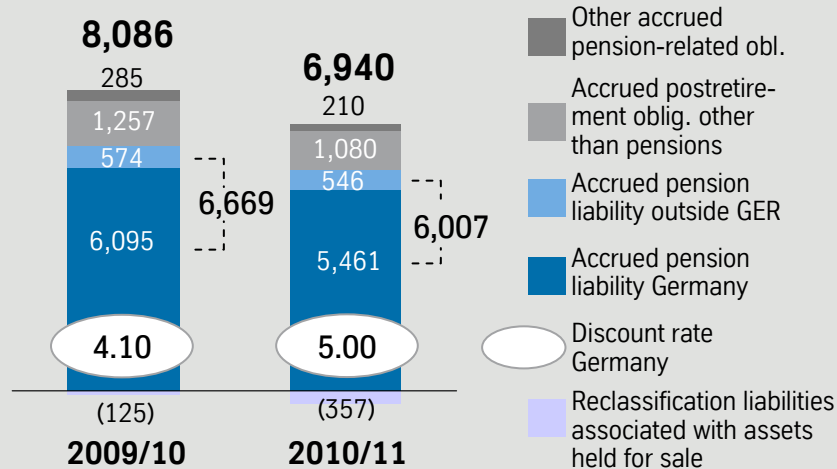 8,086
285
1,257
574
6,669
6,095
4.10
(125)
2009/10
6,940
210
1,080
546
6,007
5,461
5.00
(357)
2010/11
Other accrued
pension-related obl.
Accrued postretire-
ment oblig. other
than pensions
Accrued pension
liability outside GER
Accrued pension
liability Germany
Discount rate
Germany
Reclassification liabilities
associated with assets
held for sale